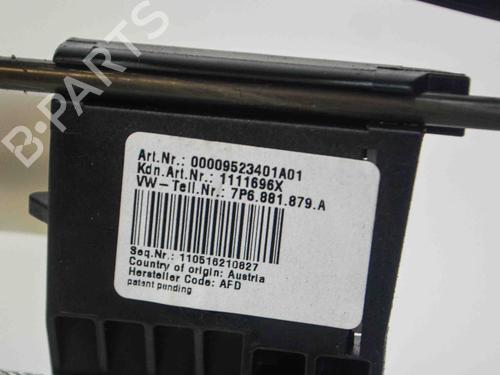 B-PARTS
Art.Nr.: 00009523401A01
Kdn.Art.Nr.: 1111696X
VW-Teil.Nr.: 7P6.881.879.A
Seq.Nr.: 110516210827
Country of origin: Austria
Hersteller Code: AFD
patent pending